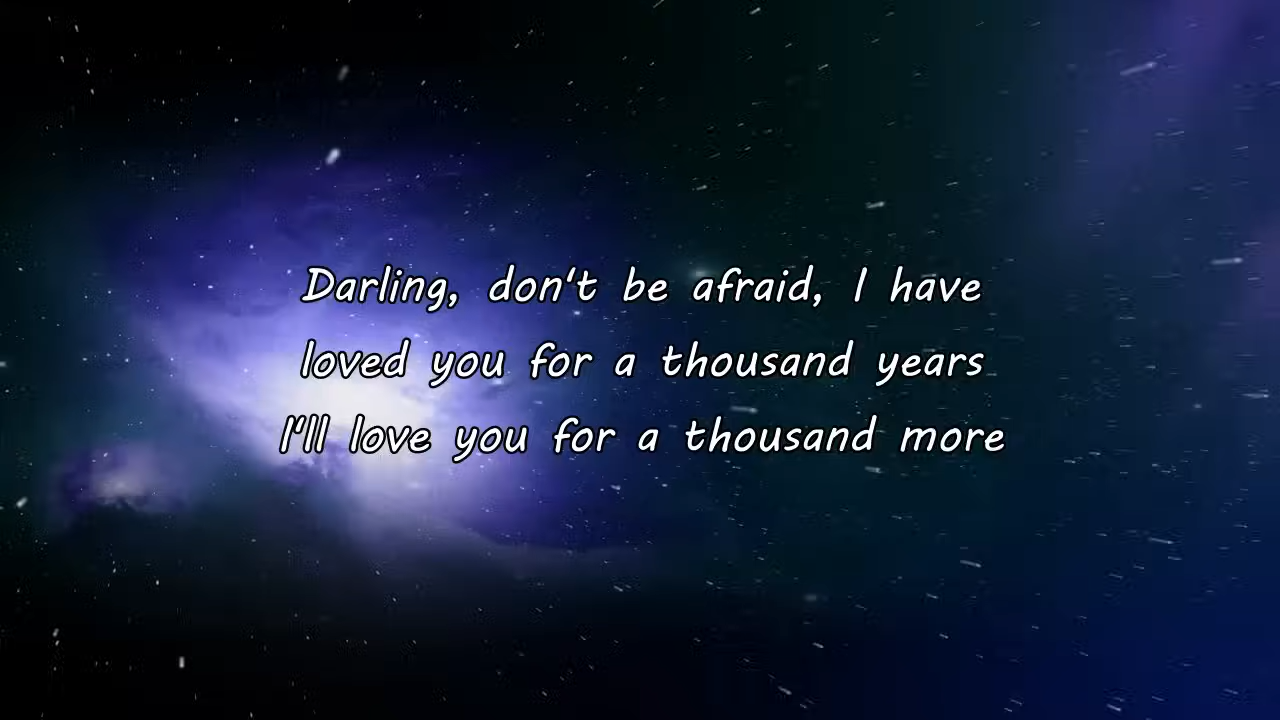 Darling, don't be afraid, I have
loved you for a thousand years
I'll love you for a thousand more